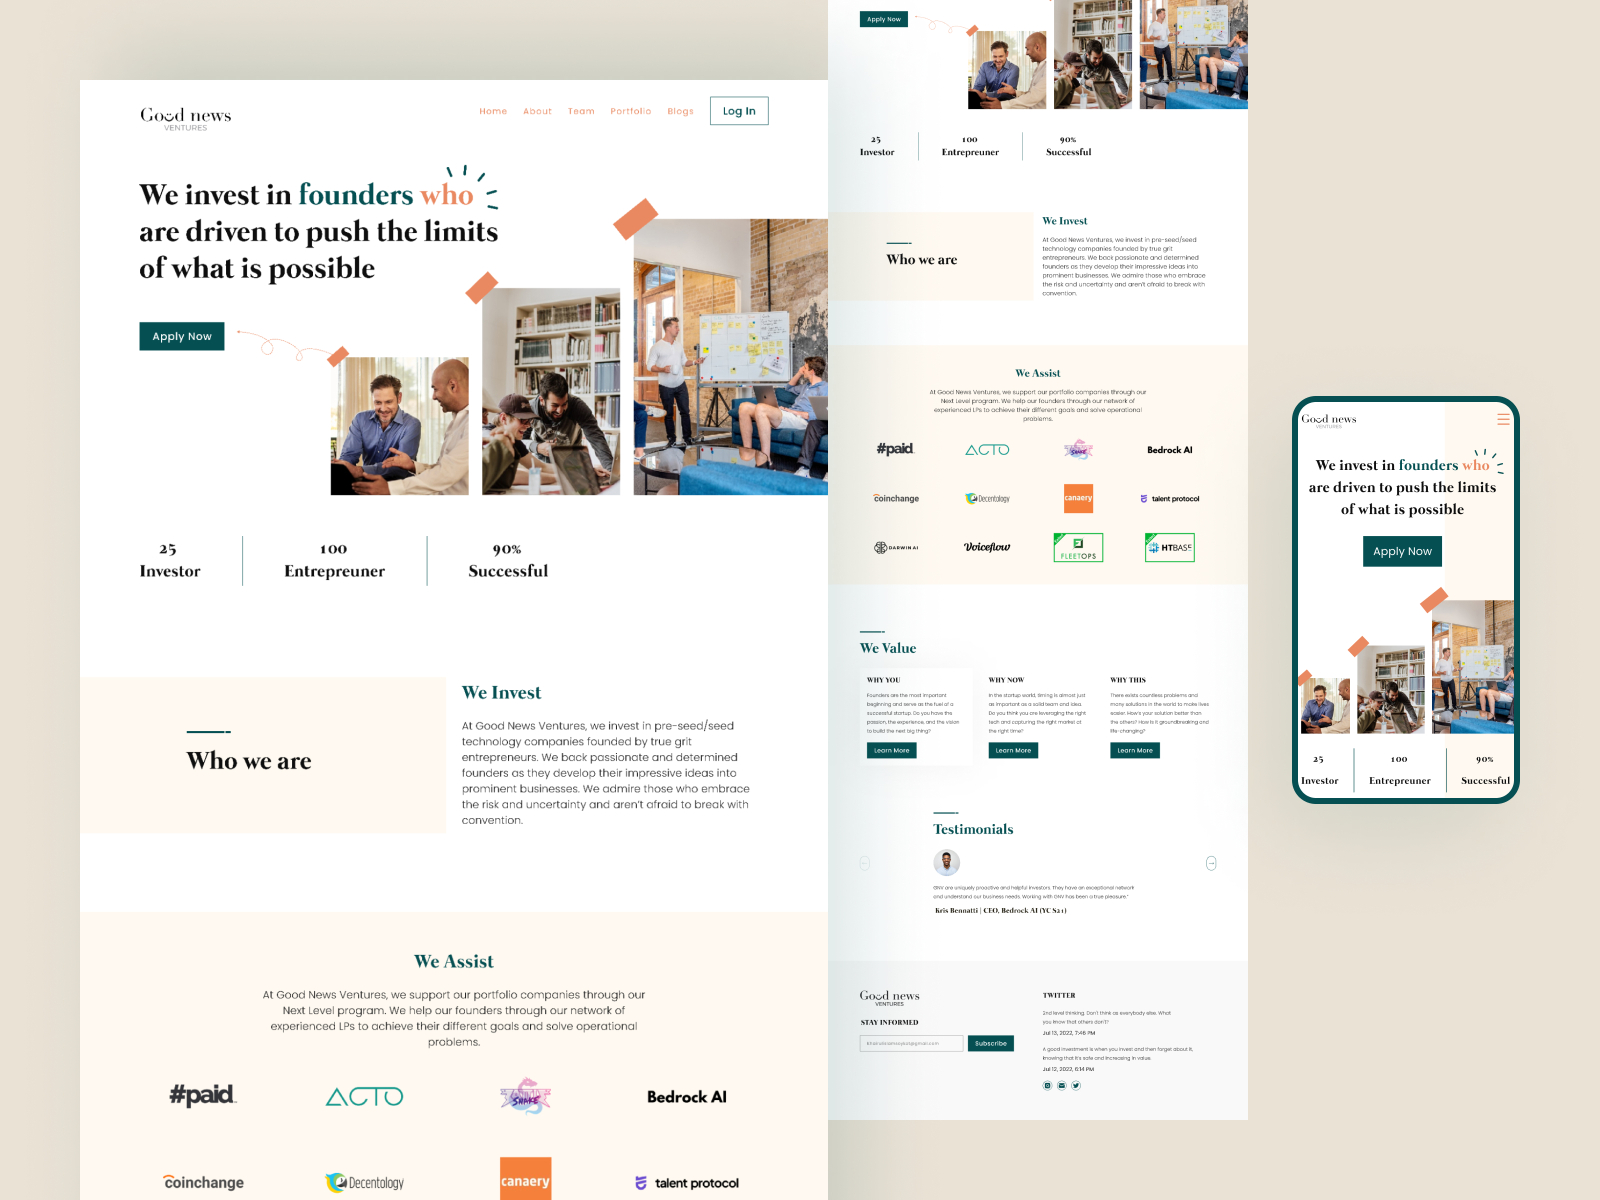 Good news
VENTURES
Home About Team Portfolio Blogs Log In
We invest in founders who
are driven to push the limits
of what is possible
Apply Now
25
Investor
100
Entrepreuner
90%
Successful
Who we are
We Invest
At Good News Ventures, we invest in pre-seed/seed
technology companies founded by true grit
entrepreneurs. We back passionate and determined
founders as they develop their impressive ideas into
prominent businesses. We admire those who embrace
the risk and uncertainty and aren't afraid to break with
convention.
We Assist
At Good News Ventures, we support our portfolio companies through our
Next Level program. We help our founders through our network of
experienced LPs to achieve their different goals and solve operational
problems.
#paid
ACTO
SNAKE
Bedrock AI
coinchange
Decentology
canaery
talent protocol
Apply Now
25
Investor
100
Entrepreuner
90%
Successful
Who we are
We Invest
At Good News Ventures, we invest in pre-seed/seed
technology companies founded by true grit
entrepreneurs. We back passionate and determined
founders as they develop their impressive ideas into
prominent businesses. We admire those who embrace
the risk and uncertainty and aren't afraid to break with
convention.
We Assist
At Good News Ventures, we support our portfolio companies through our
Next Level program. We help our founders through our network of
experienced LPs to achieve their different goals and solve operational
problems.
#paid
ACTO
SNAKE
Bedrock AI
coinchange
Decentology
canaery
talent protocol
DARWIN AI
Voiceflow
FLEETOPS
HTBASE
We Value
WHY YOU
Founders are the most important
beginning and serve as the fuel of a
successful startup. Do you have the
passion, the experience, and the vision
to build the next big thing?
Learn More
WHY NOW
In the startup world, timing is almost just
as important as a solid team and idea.
Do you think you are leveraging the right
tech and capturing the right market at
the right time?
Learn More
WHY THIS
There exists countless problems and
many solutions in the world to make lives
easier. How's your solution better than
the others? How is it groundbreaking and
life-changing?
Learn More
Testimonials
GNV are uniquely proactive and helpful investors. They have an exceptional network
and understand our business needs. Working with GNV has been a true pleasure."
Kris Bennatti | CEO, Bedrock AI (YC S21)
Good news
VENTURES
STAY INFORMED
Subscribe
TWITTER
2nd level thinking: Don't think as everybody else. What
you know that others don't?
Jul 13, 2022, 7:46 PM
A good investment is when you invest and then forget about it,
knowing that it's safe and increasing in value.
Jul 12, 2022, 6:14 PM
Good news
VENTURES
We invest in founders who
are driven to push the limits
of what is possible
Apply Now
25
Investor
100
Entrepreuner
90%
Successful